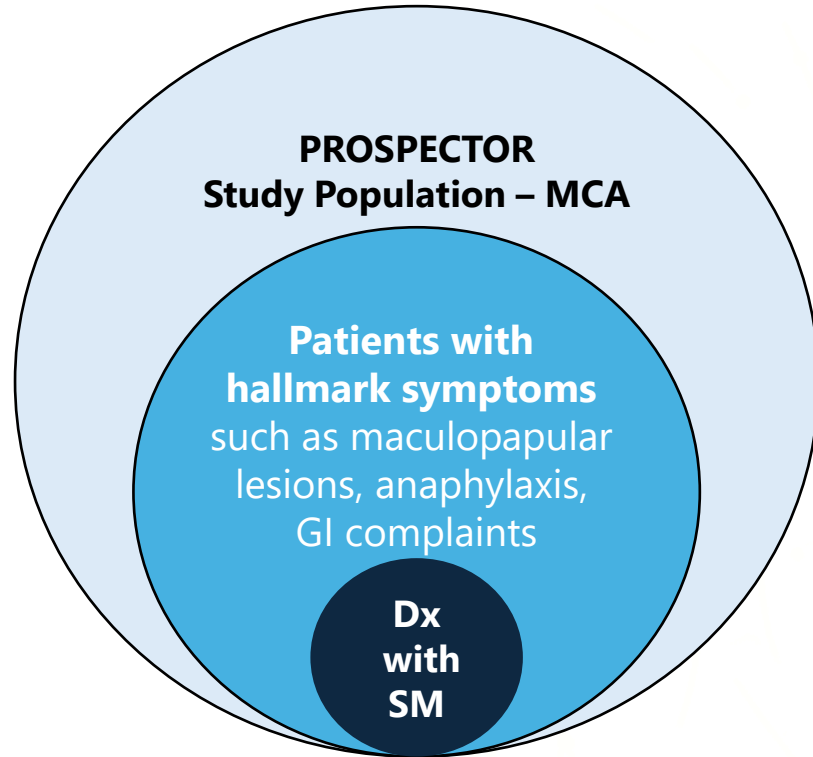 PROSPECTOR
Study Population – MCA
Patients with
hallmark symptoms
such as maculopapular
lesions, anaphylaxis,
GI complaints
Dx
with
SM